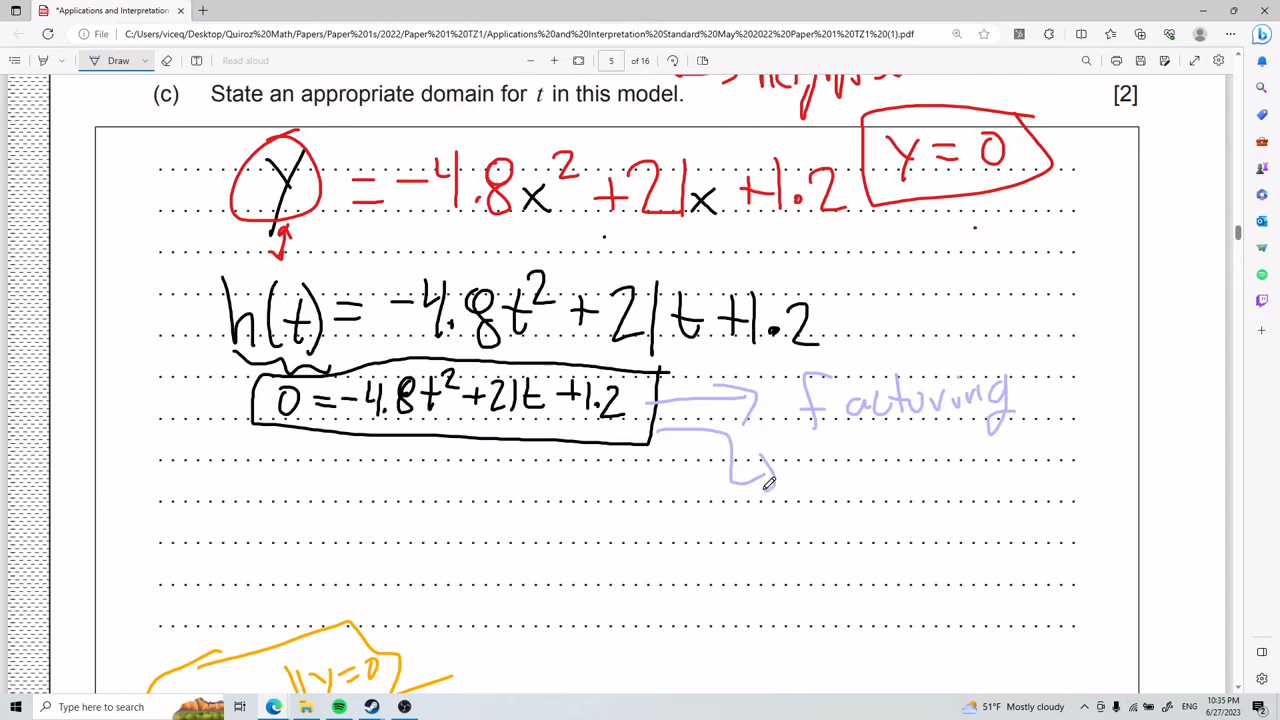 *Applications and Interpretation
File
C:/Users/viceq/Desktop/Quiroz%20Math/Papers/Paper%201s/2022/Paper%201%20TZ1/Applications%20and%20Interpretation%20Standard%20May%202022%20Paper%201%20TZ1%20(1).pdf
Draw
Read aloud
5 of 16
(c) State an appropriate domain for t in this model. [2]
y = -4.8x² + 21x + 1.2
y = 0
h(t) = -4.8t² + 21t + 1.2
0 = -4.8t² + 21t + 1.2
factoring
y = 0
Type here to search
51°F Mostly cloudy
10:35 PM
6/27/2023
2